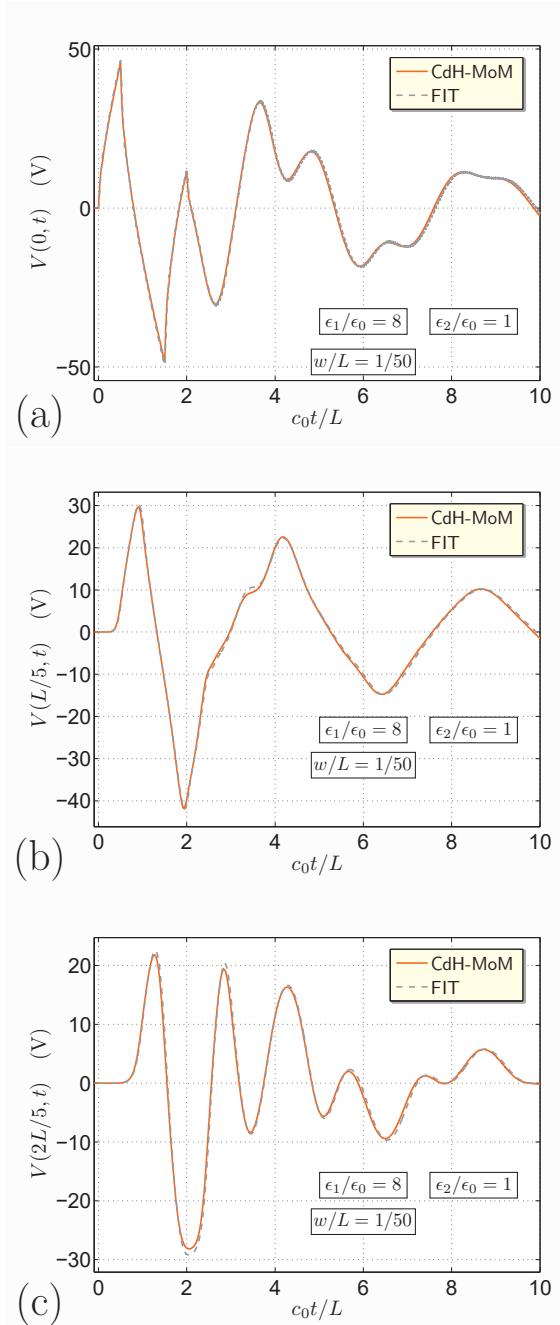 50
0
−50
V(0, t) (V)
CdH-MoM
FIT
ϵ₁/ϵ₀ = 8
ϵ₂/ϵ₀ = 1
w/L = 1/50
0 2 4 6 8 10
c₀t/L
(a)
30
20
10
0
−10
−20
−30
−40
V(L/5, t) (V)
CdH-MoM
FIT
ϵ₁/ϵ₀ = 8
ϵ₂/ϵ₀ = 1
w/L = 1/50
0 2 4 6 8 10
c₀t/L
(b)
20
10
0
−10
−20
−30
V(2L/5, t) (V)
CdH-MoM
FIT
ϵ₁/ϵ₀ = 8
ϵ₂/ϵ₀ = 1
w/L = 1/50
0 2 4 6 8 10
c₀t/L
(c)